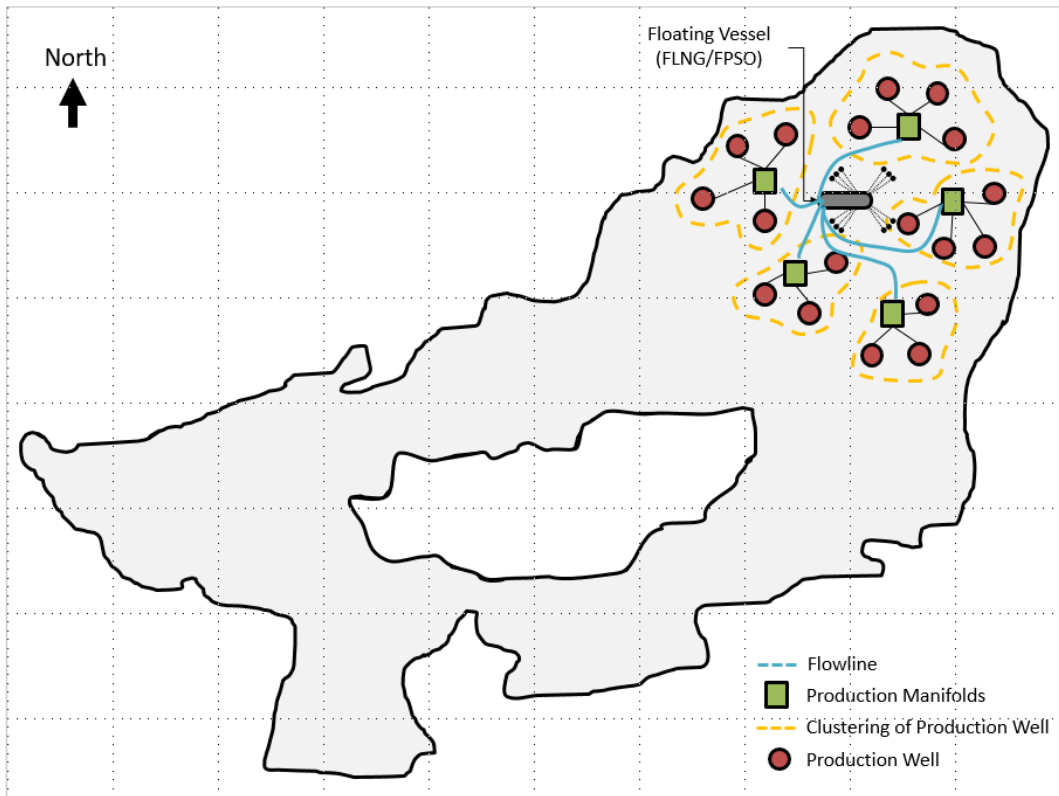 North
Floating Vessel
(FLNG/FPSO)
Flowline
Production Manifolds
Clustering of Production Well
Production Well